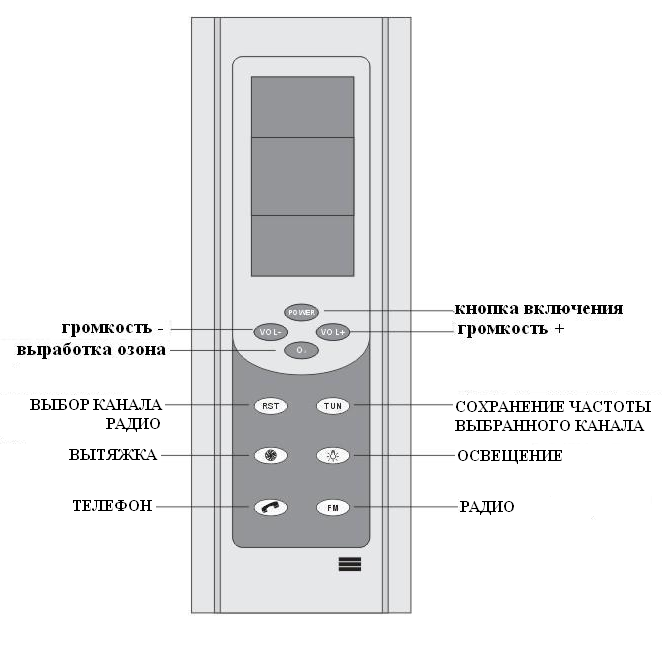 POWER
кнопка включения
громкость -
VOL-
VOL+
громкость +
выработка озона
O₃
ВЫБОР КАНАЛА
РАДИО
RST
TUN
СОХРАНЕНИЕ ЧАСТОТЫ
ВЫБРАННОГО КАНАЛА
ВЫТЯЖКА
ОСВЕЩЕНИЕ
ТЕЛЕФОН
FM
РАДИО